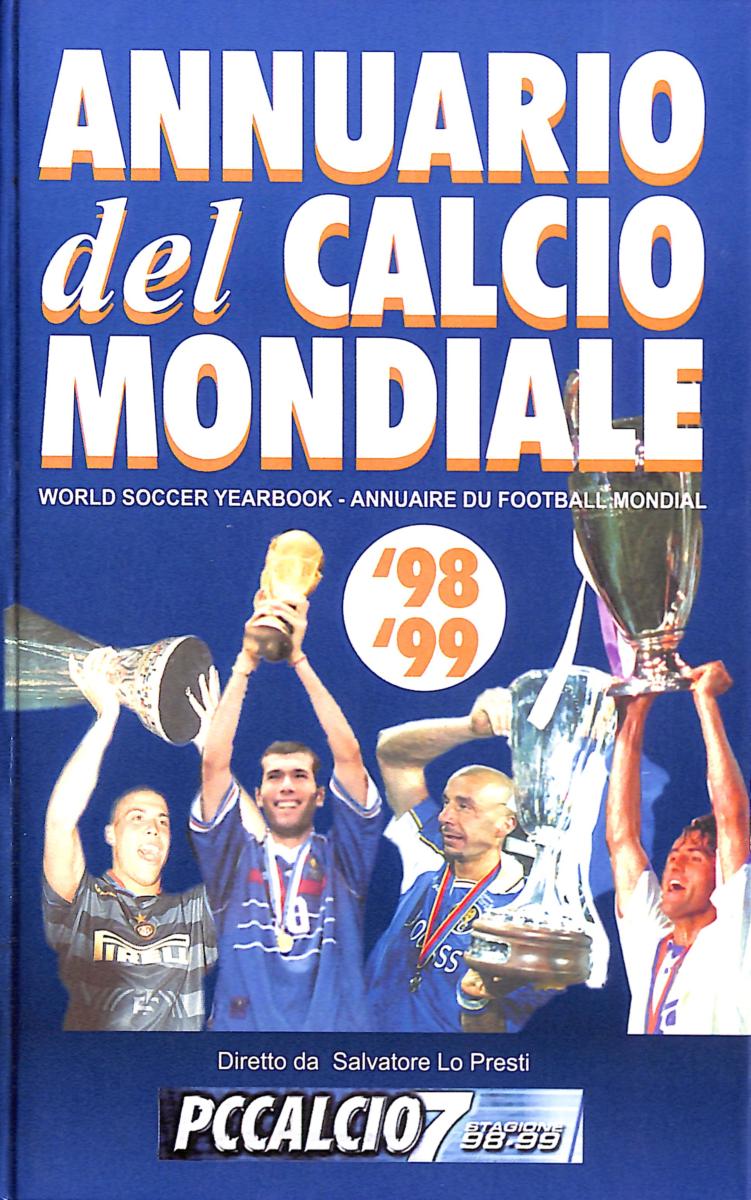 ANNUARIO
del CALCIO
MONDIALE
WORLD SOCCER YEARBOOK - ANNUAIRE DU FOOTBALL MONDIAL
'98
'99
PIRELLI
Diretto da Salvatore Lo Presti
PCCALCIO7 STAGIONE
98-99